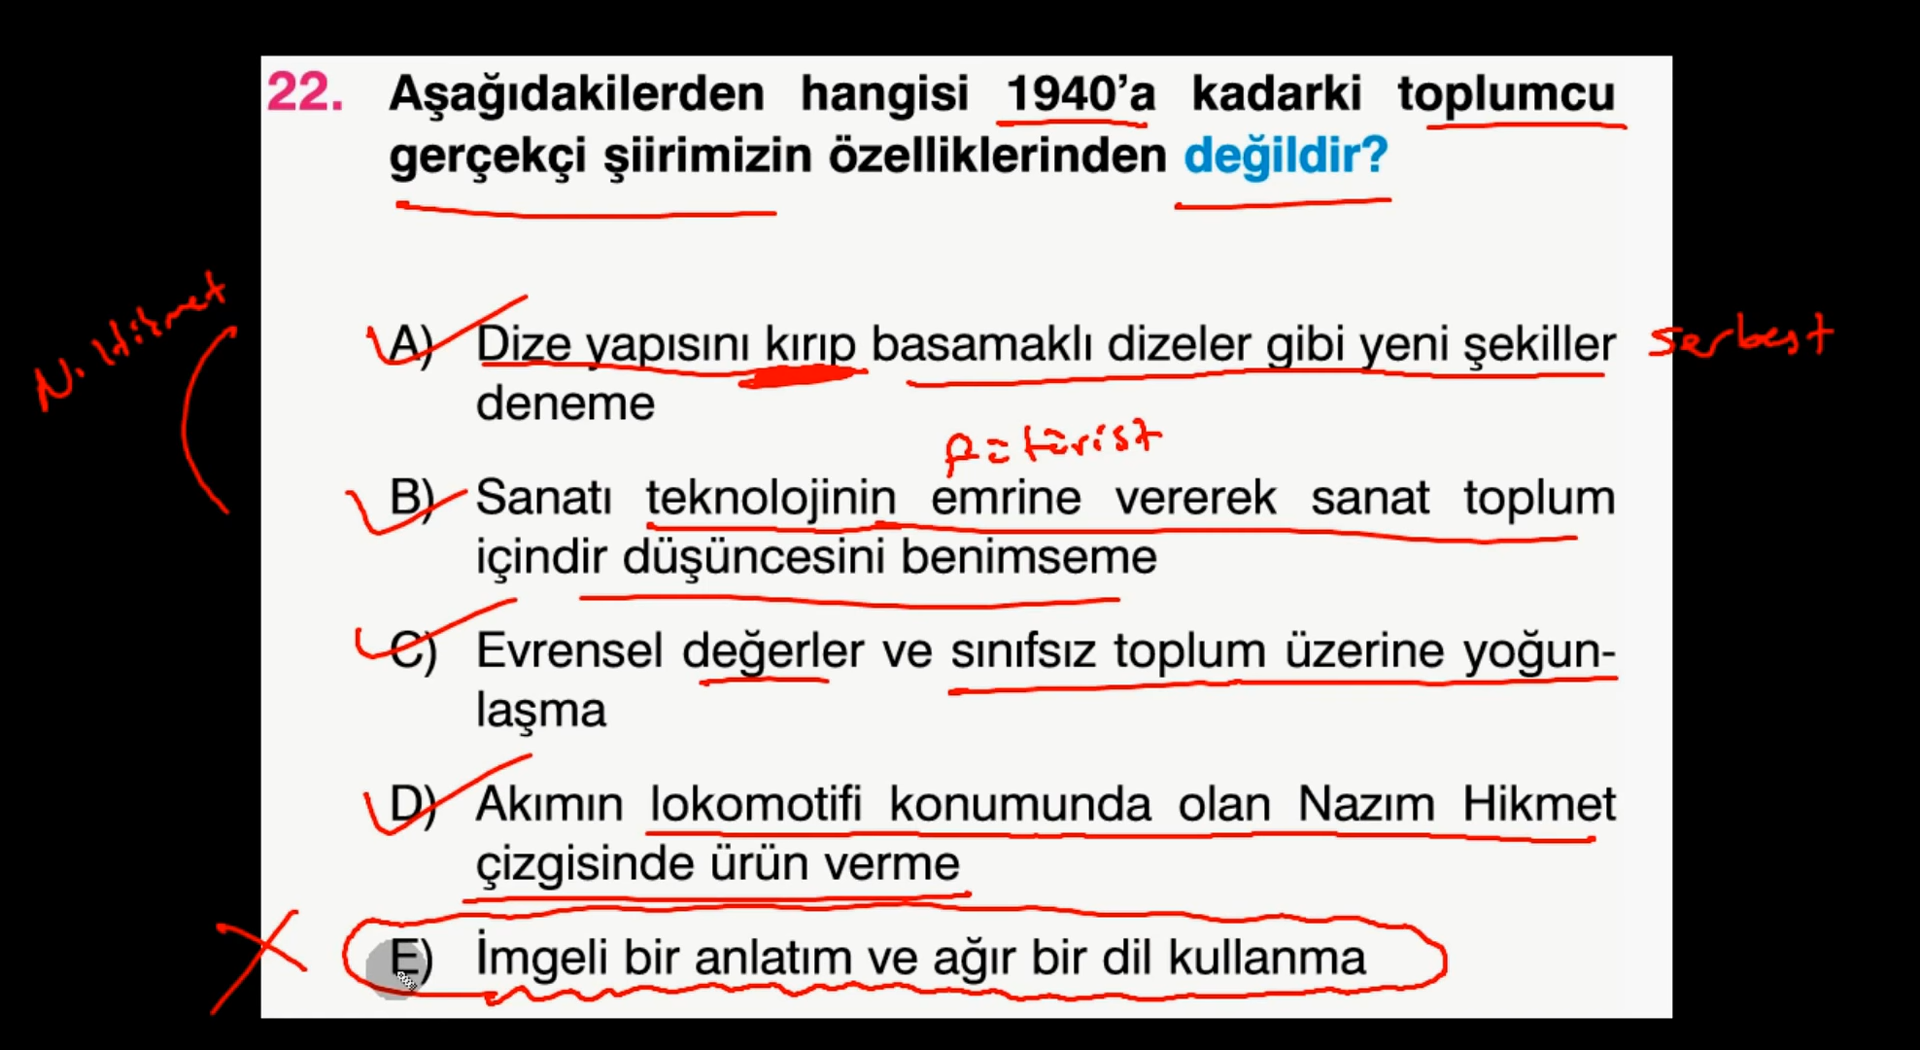 22. Aşağıdakilerden hangisi 1940'a kadarki toplumcu
gerçekçi şiirimizin özelliklerinden değildir?
N. Hikmet
A) Dize yapısını kırıp basamaklı dizeler gibi yeni şekiller serbest
deneme
fütürist
B) Sanatı teknolojinin emrine vererek sanat toplum
içindir düşüncesini benimseme
C) Evrensel değerler ve sınıfsız toplum üzerine yoğun-
laşma
D) Akımın lokomotifi konumunda olan Nazım Hikmet
çizgisinde ürün verme
E) İmgeli bir anlatım ve ağır bir dil kullanma